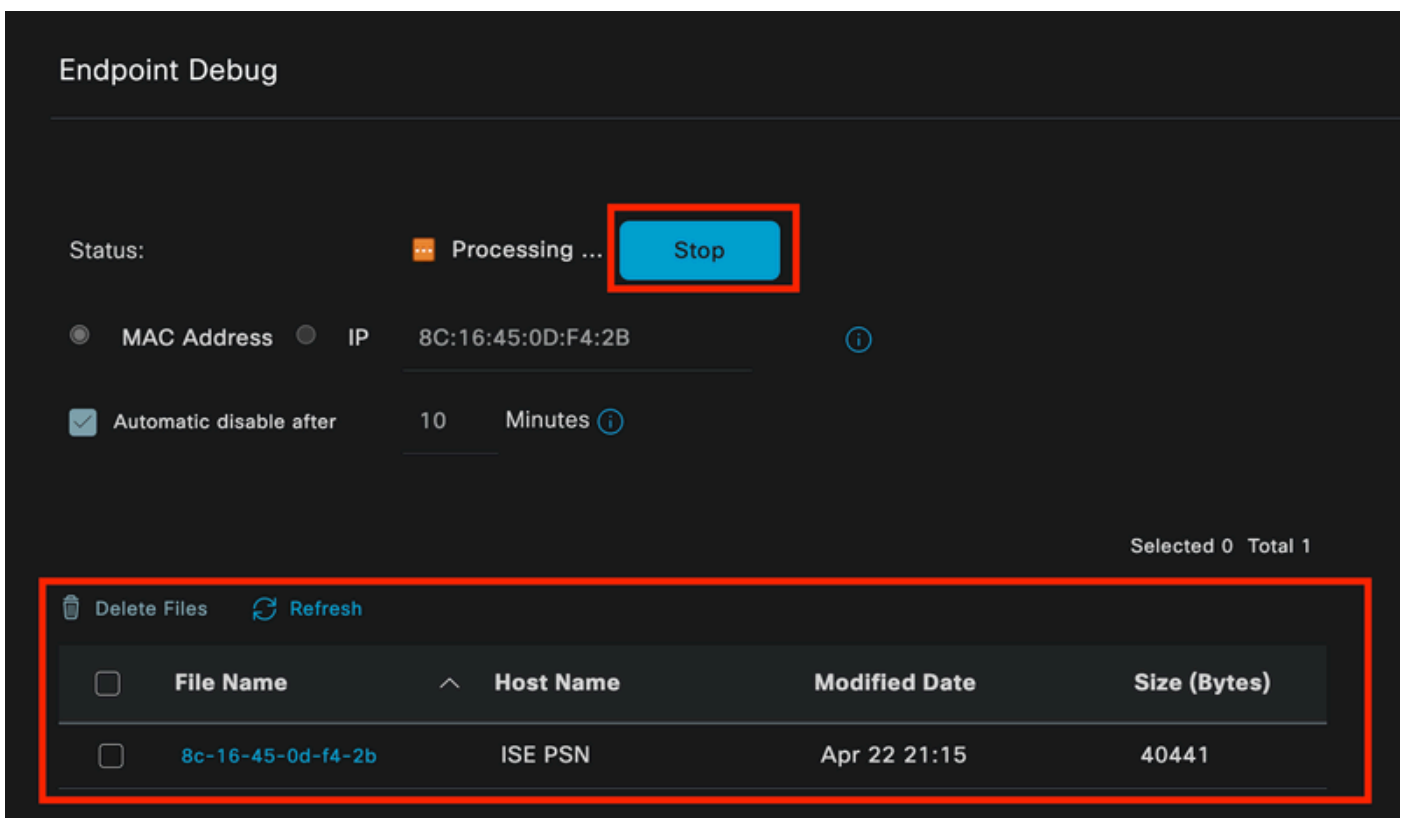 Endpoint Debug
Status: Processing ... Stop
MAC Address IP 8C:16:45:0D:F4:2B
Automatic disable after 10 Minutes
Selected 0 Total 1
Delete Files Refresh
File Name Host Name Modified Date Size (Bytes)
8c-16-45-0d-f4-2b ISE PSN Apr 22 21:15 40441